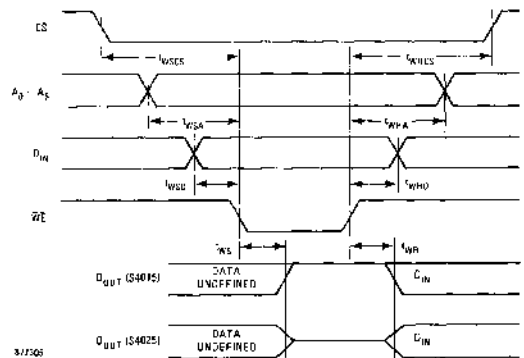 CS
tWSCS
tWHCS
A0 - A8
tWSA
tWHA
DIN
tWSD
tWHD
WE
tWS
tWR
DOUT (S4015)
DATA
UNDEFINED
DIN
DOUT (S4025)
DATA
UNDEFINED
DIN